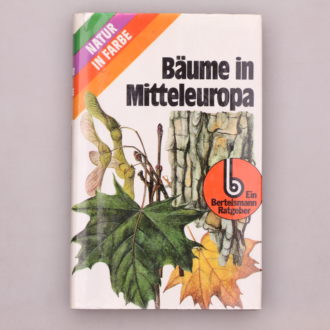 NATUR
IN FARBE
Bäume in
Mitteleuropa
b
Ein
Bertelsmann
Ratgeber